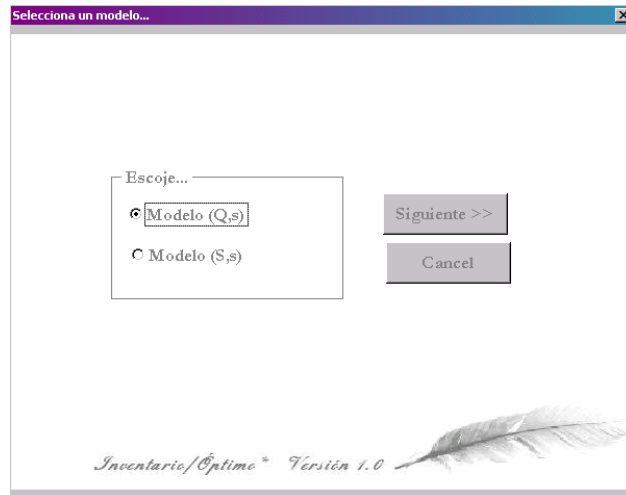 Selecciona un modelo...
Escoje...
Modelo (Q,s)
Siguiente >>
Modelo (S,s)
Cancel
Inventario/Óptimo* Versión 1.0